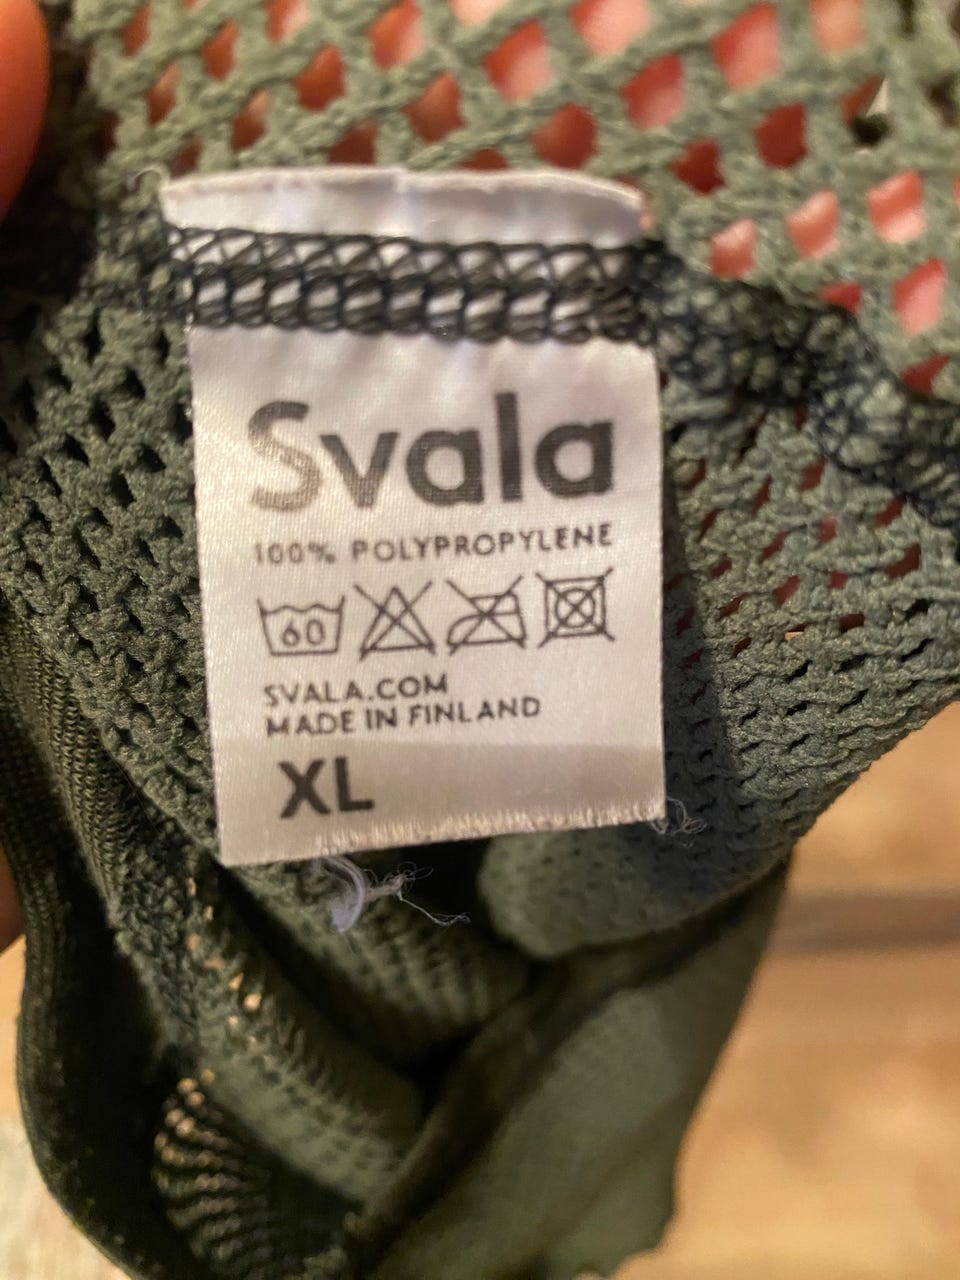 Svala
100% POLYPROPYLENE
60
SVALA.COM
MADE IN FINLAND
XL